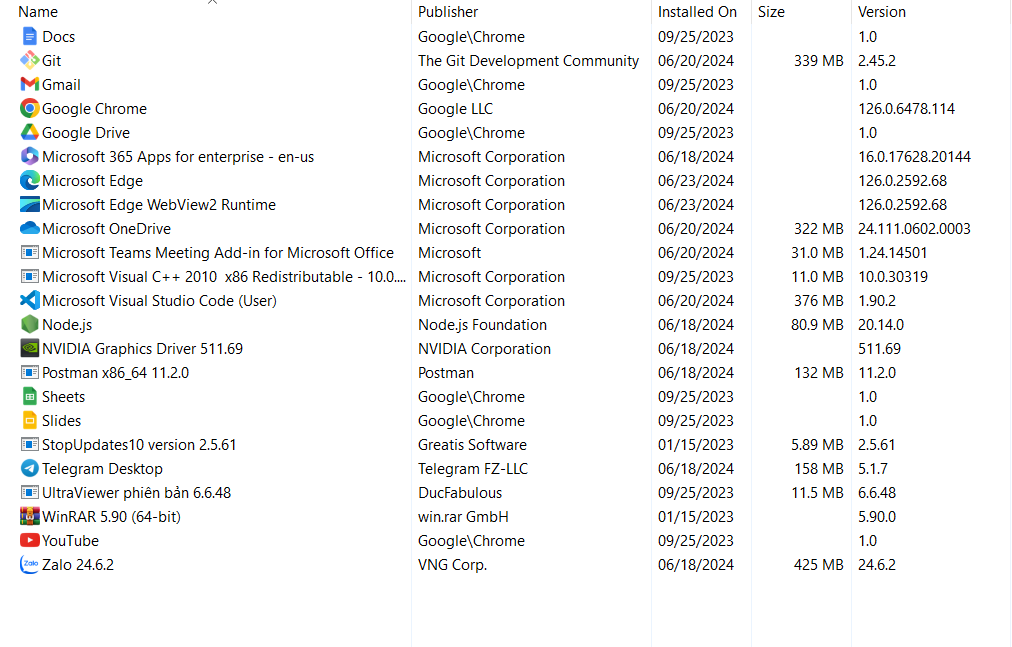 Name Publisher Installed On Size Version
Docs Google\Chrome 09/25/2023 1.0
Git The Git Development Community 06/20/2024 339 MB 2.45.2
Gmail Google\Chrome 09/25/2023 1.0
Google Chrome Google LLC 06/20/2024 126.0.6478.114
Google Drive Google\Chrome 09/25/2023 1.0
Microsoft 365 Apps for enterprise - en-us Microsoft Corporation 06/18/2024 16.0.17628.20144
Microsoft Edge Microsoft Corporation 06/23/2024 126.0.2592.68
Microsoft Edge WebView2 Runtime Microsoft Corporation 06/23/2024 126.0.2592.68
Microsoft OneDrive Microsoft Corporation 06/20/2024 322 MB 24.111.0602.0003
Microsoft Teams Meeting Add-in for Microsoft Office Microsoft 06/20/2024 31.0 MB 1.24.14501
Microsoft Visual C++ 2010  x86 Redistributable - 10.0.... Microsoft Corporation 09/25/2023 11.0 MB 10.0.30319
Microsoft Visual Studio Code (User) Microsoft Corporation 06/20/2024 376 MB 1.90.2
Node.js Node.js Foundation 06/18/2024 80.9 MB 20.14.0
NVIDIA Graphics Driver 511.69 NVIDIA Corporation 06/18/2024 511.69
Postman x86_64 11.2.0 Postman 06/18/2024 132 MB 11.2.0
Sheets Google\Chrome 09/25/2023 1.0
Slides Google\Chrome 09/25/2023 1.0
StopUpdates10 version 2.5.61 Greatis Software 01/15/2023 5.89 MB 2.5.61
Telegram Desktop Telegram FZ-LLC 06/18/2024 158 MB 5.1.7
UltraViewer phiên bản 6.6.48 DucFabulous 09/25/2023 11.5 MB 6.6.48
WinRAR 5.90 (64-bit) win.rar GmbH 01/15/2023 5.90.0
YouTube Google\Chrome 09/25/2023 1.0
Zalo Zalo 24.6.2 VNG Corp. 06/18/2024 425 MB 24.6.2